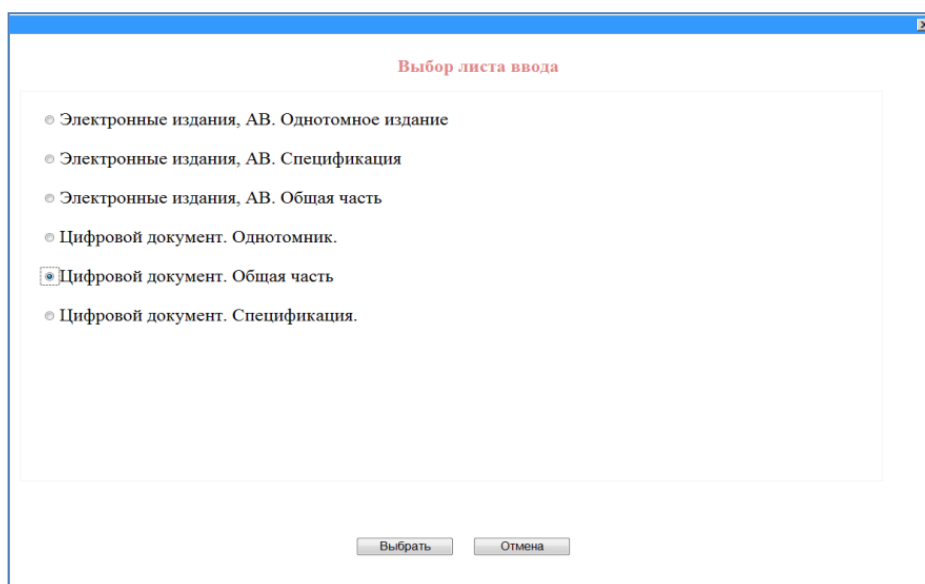 Выбор листа ввода
Электронные издания, АВ. Однотомное издание
Электронные издания, АВ. Спецификация
Электронные издания, АВ. Общая часть
Цифровой документ. Однотомник.
Цифровой документ. Общая часть
Цифровой документ. Спецификация.
Выбрать Отмена